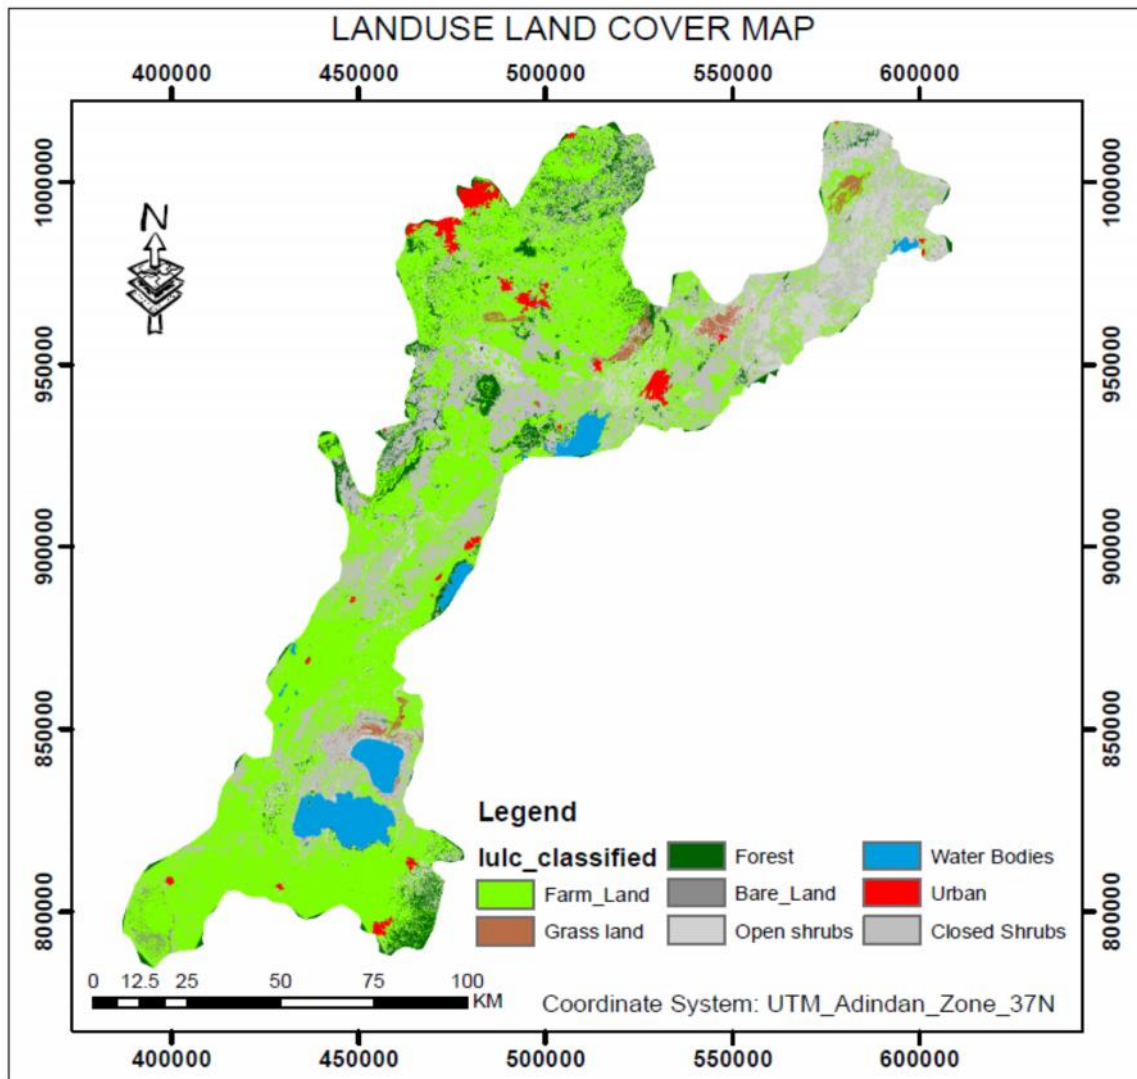 LANDUSE LAND COVER MAP
400000 450000 500000 550000 600000
1000000 1000000
N
950000 950000
900000 900000
850000 850000
800000 800000
Legend
lulc_classified
Farm_Land
Grass land
Forest
Bare_Land
Open shrubs
Water Bodies
Urban
Closed Shrubs
0 12.5 25 50 75 100
KM
Coordinate System: UTM_Adindan_Zone_37N
400000 450000 500000 550000 600000